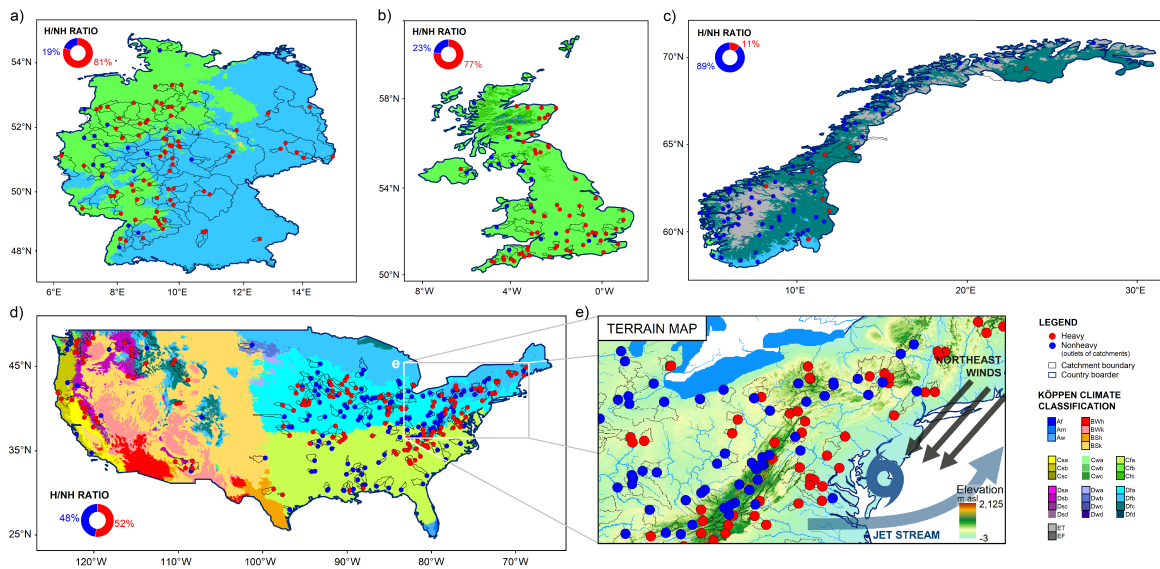 a)
H/NH RATIO
19%
81%
54°N
52°N
50°N
48°N
6°E
8°E
10°E
12°E
14°E
b)
H/NH RATIO
23%
77%
58°N
54°N
50°N
8°W
4°W
0°W
c)
H/NH RATIO
11%
89%
70°N
65°N
60°N
10°E
20°E
30°E
d)
e
45°N
35°N
25°N
H/NH RATIO
48%
52%
120°W
110°W
100°W
90°W
80°W
70°W
e)
TERRAIN MAP
NORTHEAST
WINDS
Elevation
m asl
2,125
-3
JET STREAM
LEGEND
Heavy
Nonheavy
(outlets of catchments)
Catchment boundary
Country boarder
KÖPPEN CLIMATE
CLASSIFICATION
Af
Am
Aw
BWh
BWk
BSh
BSk
Csa
Csb
Csc
Cwa
Cwb
Cwc
Cfa
Cfb
Cfc
Dsa
Dsb
Dsc
Dsd
Dwa
Dwb
Dwc
Dwd
Dfa
Dfb
Dfc
Dfd
ET
EF